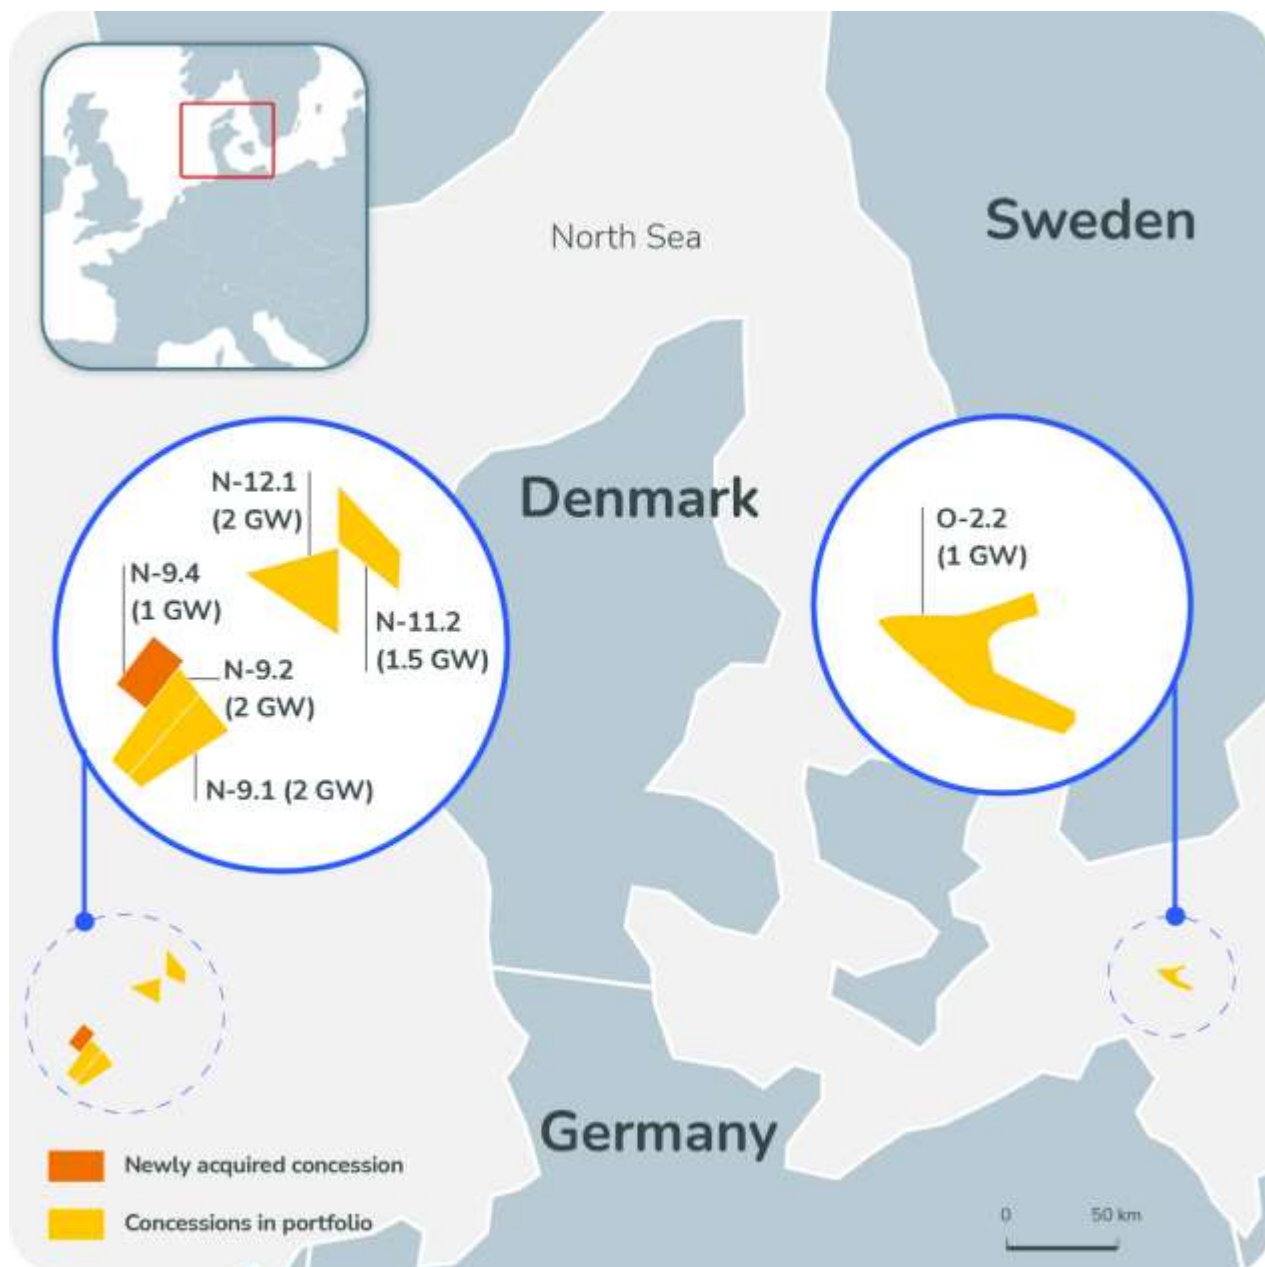 North Sea
Sweden
Denmark
N-12.1
(2 GW)
N-9.4
(1 GW)
N-11.2
(1.5 GW)
N-9.2
(2 GW)
N-9.1 (2 GW)
O-2.2
(1 GW)
Germany
Newly acquired concession
Concessions in portfolio
0 50 km